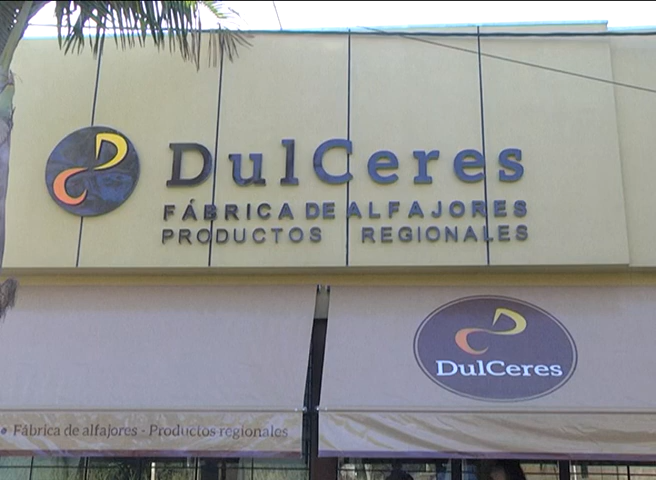 DulCeres
FÁBRICA DE ALFAJORES
PRODUCTOS REGIONALES
DulCeres
Fábrica de alfajores - Productos regionales